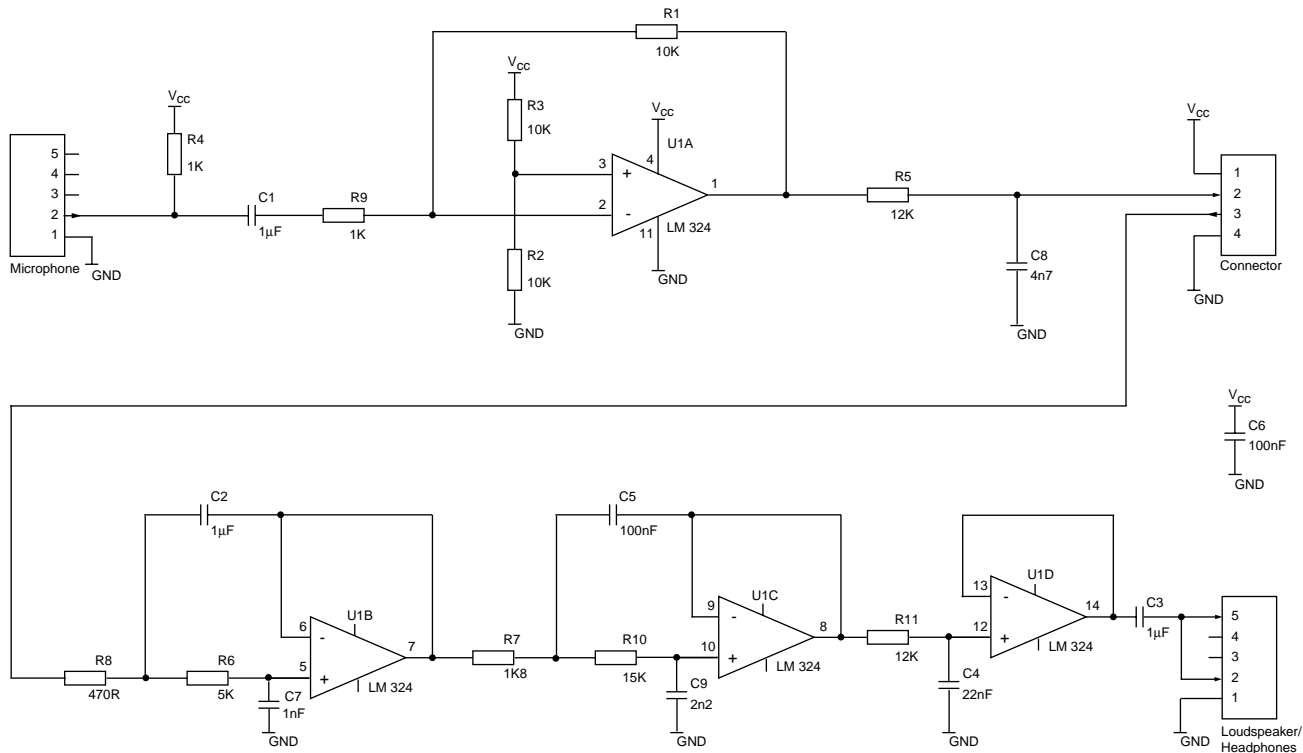 R1
10K
VCC
R3
10K
VCC
4
U1A
3
+
1
2
-
11
LM 324
GND
R2
10K
GND
VCC
R4
1K
5
4
3
2
1
Microphone
GND
C1
1µF
R9
1K
R5
12K
C8
4n7
GND
VCC
1
2
3
4
Connector
GND
VCC
C6
100nF
GND
C2
1µF
U1B
6
-
7
5
+
LM 324
R8
470R
R6
5K
C7
1nF
GND
R7
1K8
C5
100nF
U1C
9
-
8
10
+
LM 324
R10
15K
C9
2n2
GND
R11
12K
U1D
13
-
14
12
+
LM 324
C4
22nF
GND
C3
1µF
5
4
3
2
1
GND
Loudspeaker/
Headphones